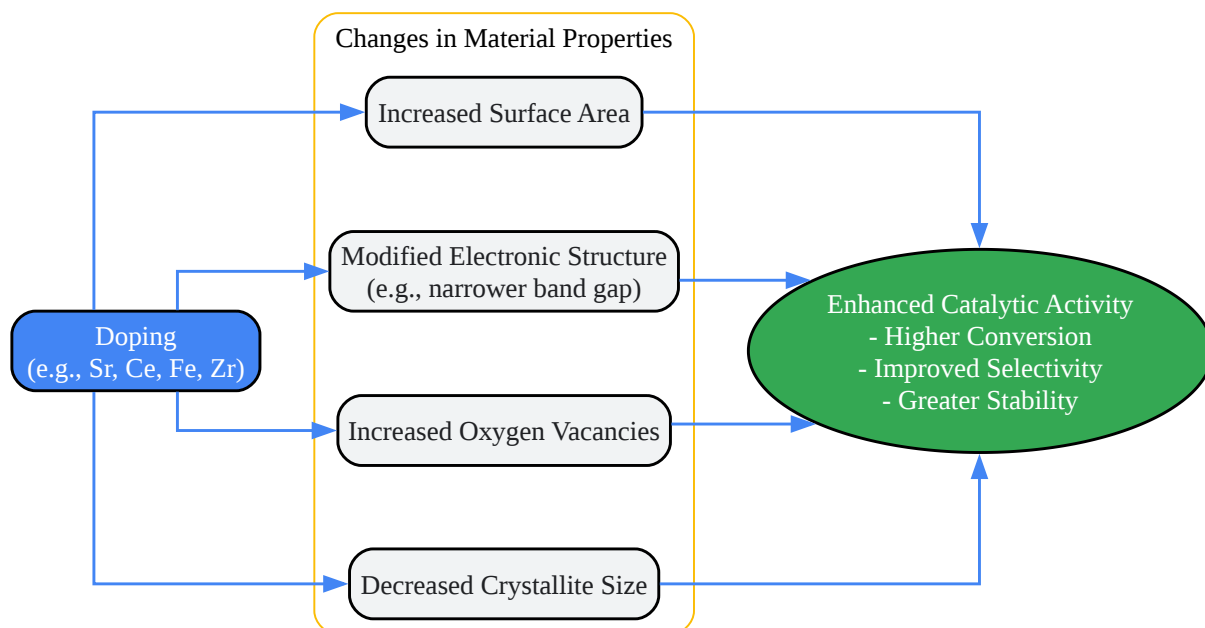 Changes in Material Properties
Increased Surface Area
Modified Electronic Structure
(e.g., narrower band gap)
Doping
(e.g., Sr, Ce, Fe, Zr)
Increased Oxygen Vacancies
Decreased Crystallite Size
Enhanced Catalytic Activity
- Higher Conversion
- Improved Selectivity
- Greater Stability